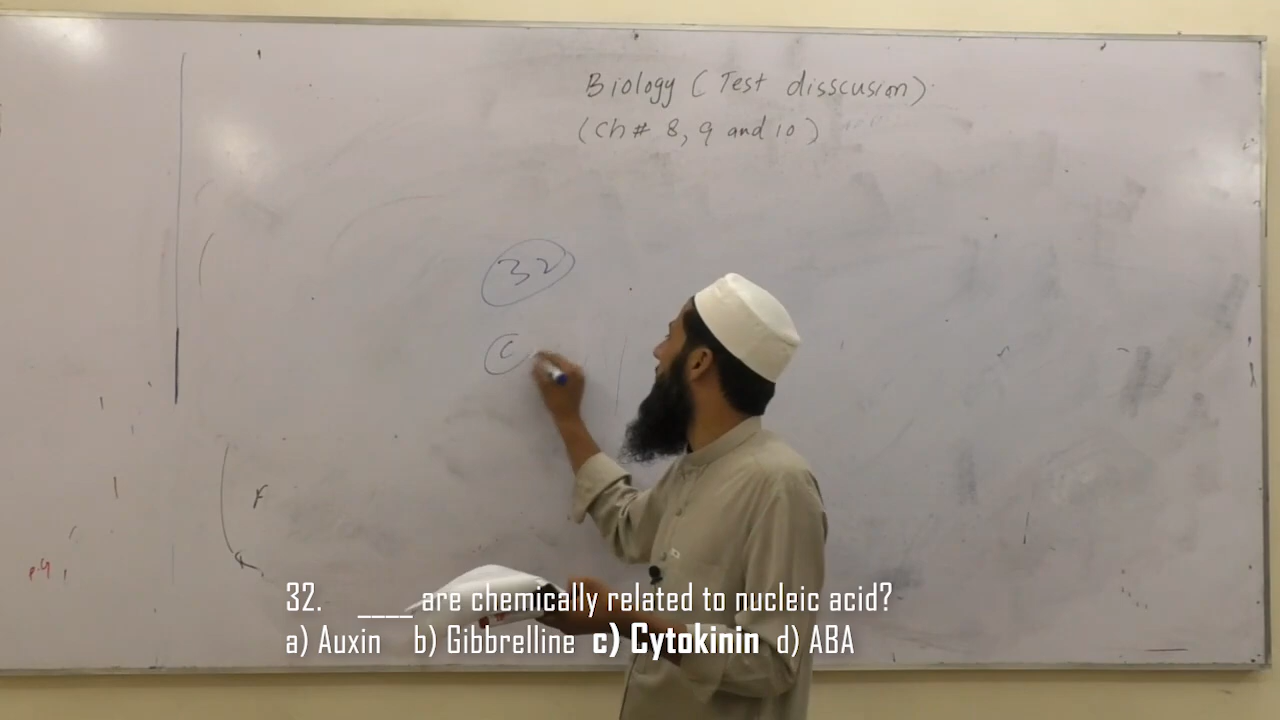 Biology ( Test disscusion)
(Ch# 8, 9 and 10 )
32
C
32. ____ are chemically related to nucleic acid?
a) Auxin b) Gibbrelline c) Cytokinin d) ABA